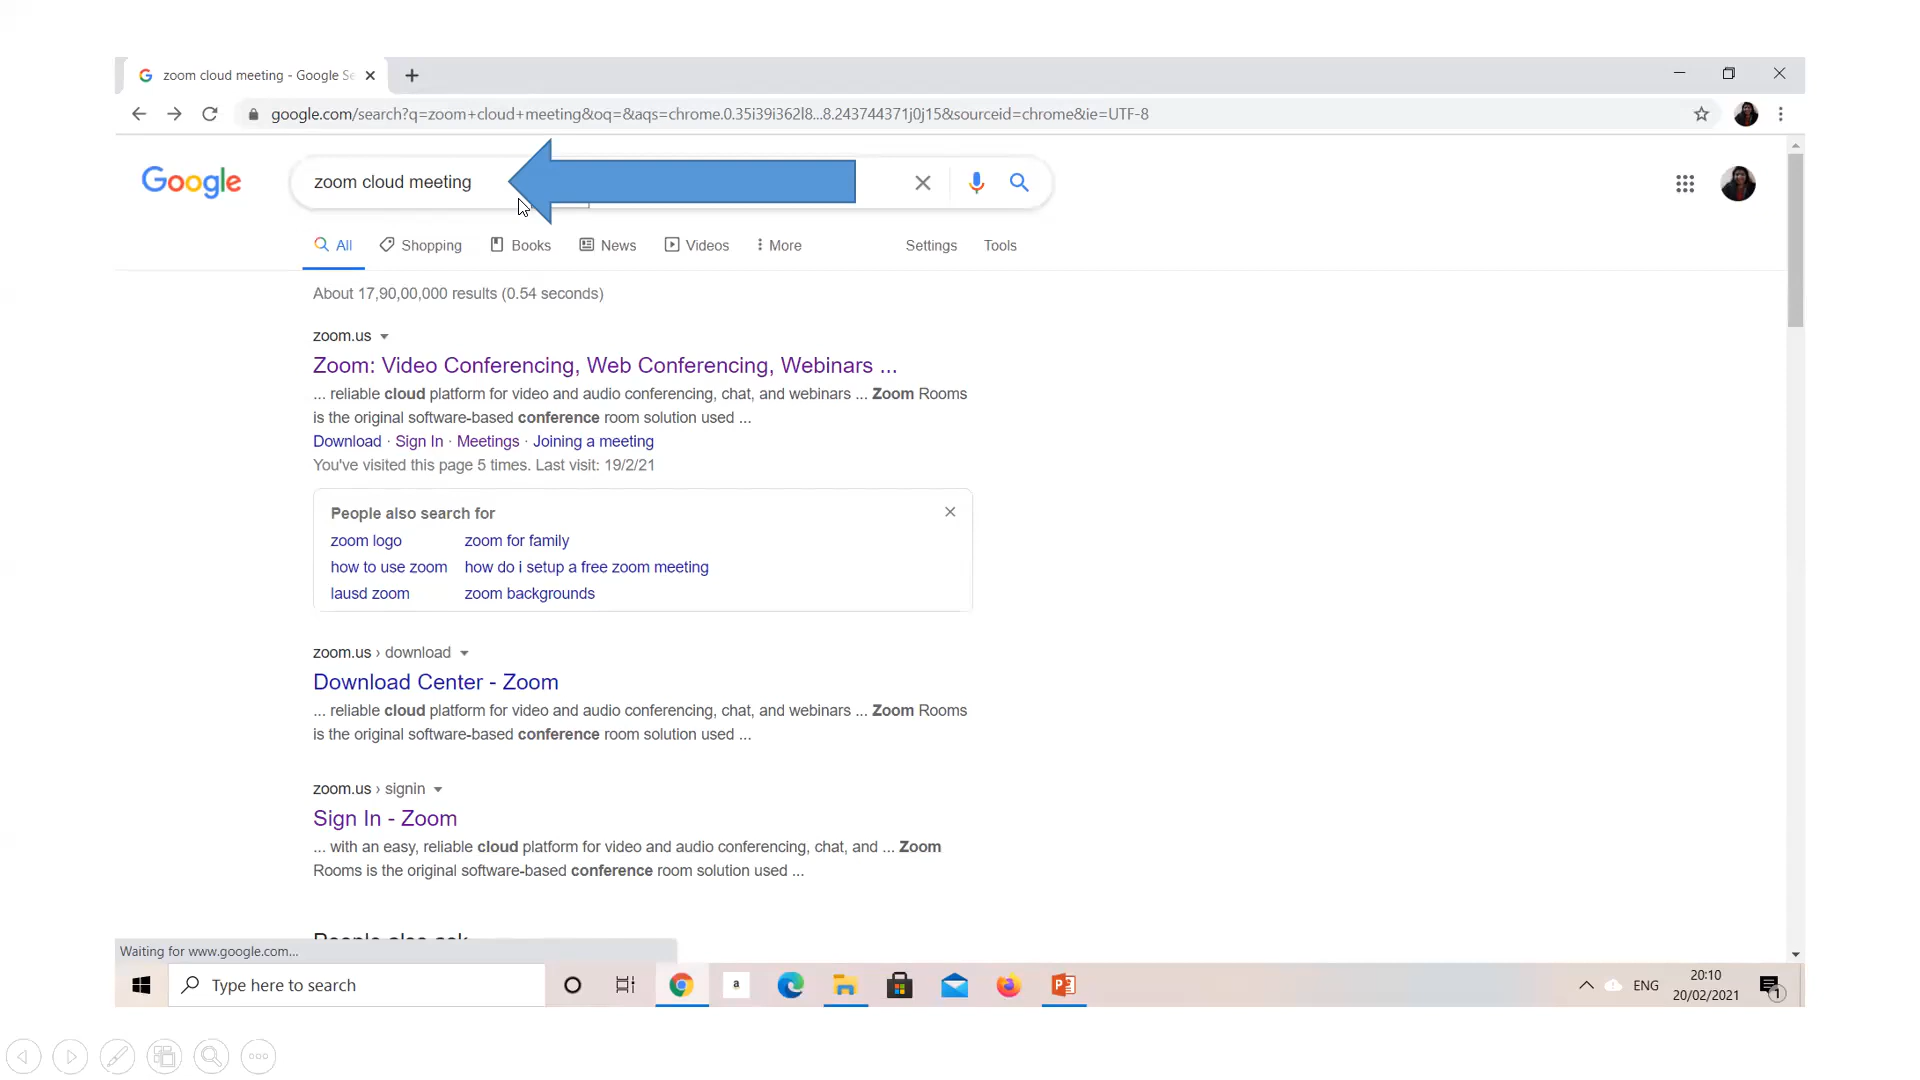 zoom cloud meeting - Google Se
google.com/search?q=zoom+cloud+meeting&oq=&aqs=chrome.0.35i39i362l8...8.243744371j0j15&sourceid=chrome&ie=UTF-8
Google
zoom cloud meeting
All Shopping Books News Videos More Settings Tools
About 17,90,00,000 results (0.54 seconds)
zoom.us
Zoom: Video Conferencing, Web Conferencing, Webinars ...
... reliable cloud platform for video and audio conferencing, chat, and webinars ... Zoom Rooms
is the original software-based conference room solution used ...
Download · Sign In · Meetings · Joining a meeting
You've visited this page 5 times. Last visit: 19/2/21
People also search for
zoom logo zoom for family
how to use zoom how do i setup a free zoom meeting
lausd zoom zoom backgrounds
zoom.us › download
Download Center - Zoom
... reliable cloud platform for video and audio conferencing, chat, and webinars ... Zoom Rooms
is the original software-based conference room solution used ...
zoom.us › signin
Sign In - Zoom
... with an easy, reliable cloud platform for video and audio conferencing, chat, and ... Zoom
Rooms is the original software-based conference room solution used ...
People also ask
Waiting for www.google.com...
Type here to search
a
ENG
20:10
20/02/2021
1